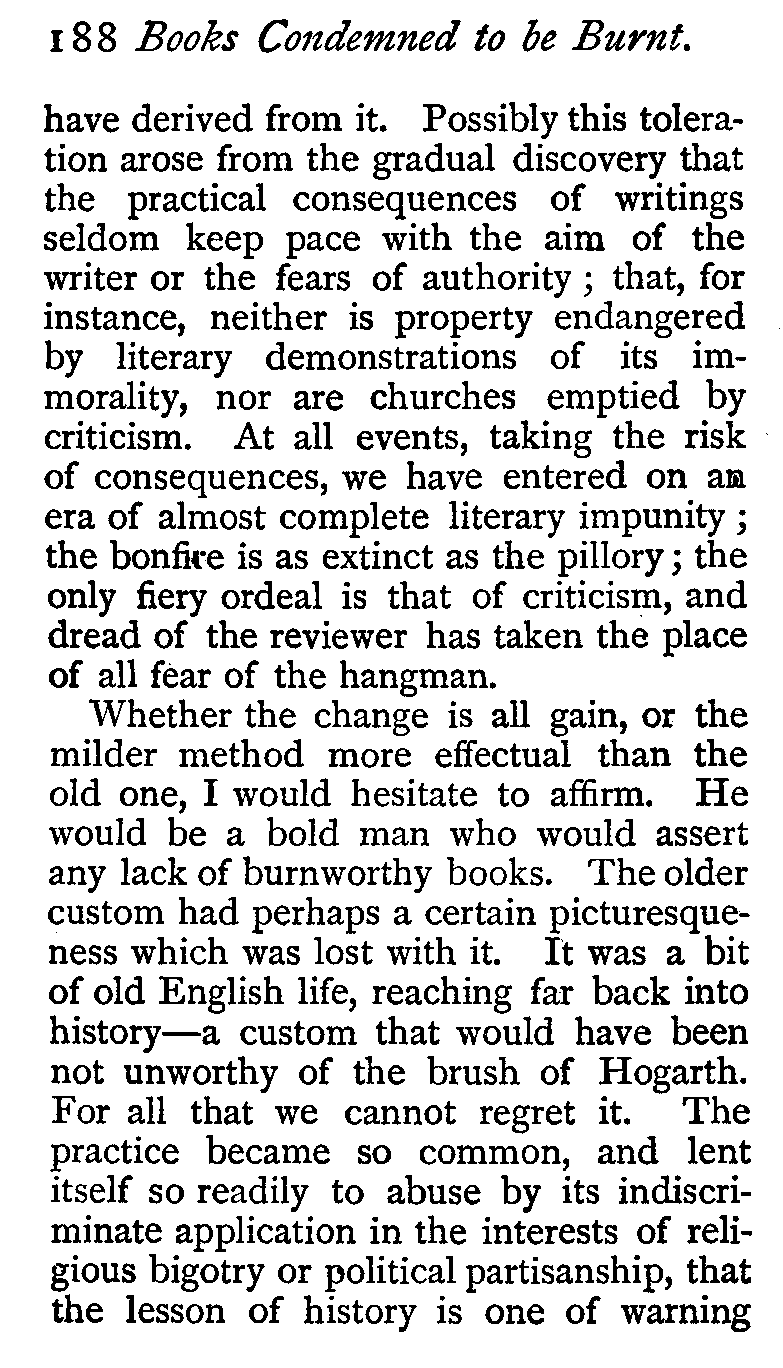 188 Books Condemned to be Burnt.
have derived from it. Possibly this tolera-
tion arose from the gradual discovery that
the practical consequences of writings
seldom keep pace with the aim of the
writer or the fears of authority ; that, for
instance, neither is property endangered
by literary demonstrations of its im-
morality, nor are churches emptied by
criticism. At all events, taking the risk
of consequences, we have entered on an
era of almost complete literary impunity ;
the bonfire is as extinct as the pillory ; the
only fiery ordeal is that of criticism, and
dread of the reviewer has taken the place
of all fear of the hangman.
Whether the change is all gain, or the
milder method more effectual than the
old one, I would hesitate to affirm. He
would be a bold man who would assert
any lack of burnworthy books. The older
custom had perhaps a certain picturesque-
ness which was lost with it. It was a bit
of old English life, reaching far back into
history—a custom that would have been
not unworthy of the brush of Hogarth.
For all that we cannot regret it. The
practice became so common, and lent
itself so readily to abuse by its indiscri-
minate application in the interests of reli-
gious bigotry or political partisanship, that
the lesson of history is one of warning